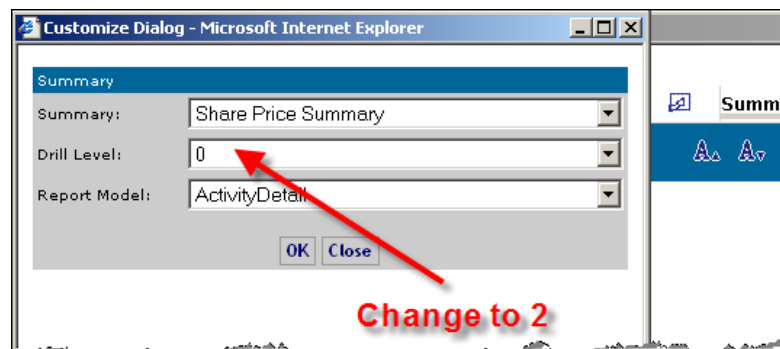 Customize Dialog - Microsoft Internet Explorer
Summary
Summary: Share Price Summary
Drill Level: 0
Report Model: ActivityDetail
OK Close
Change to 2
Summ
A A